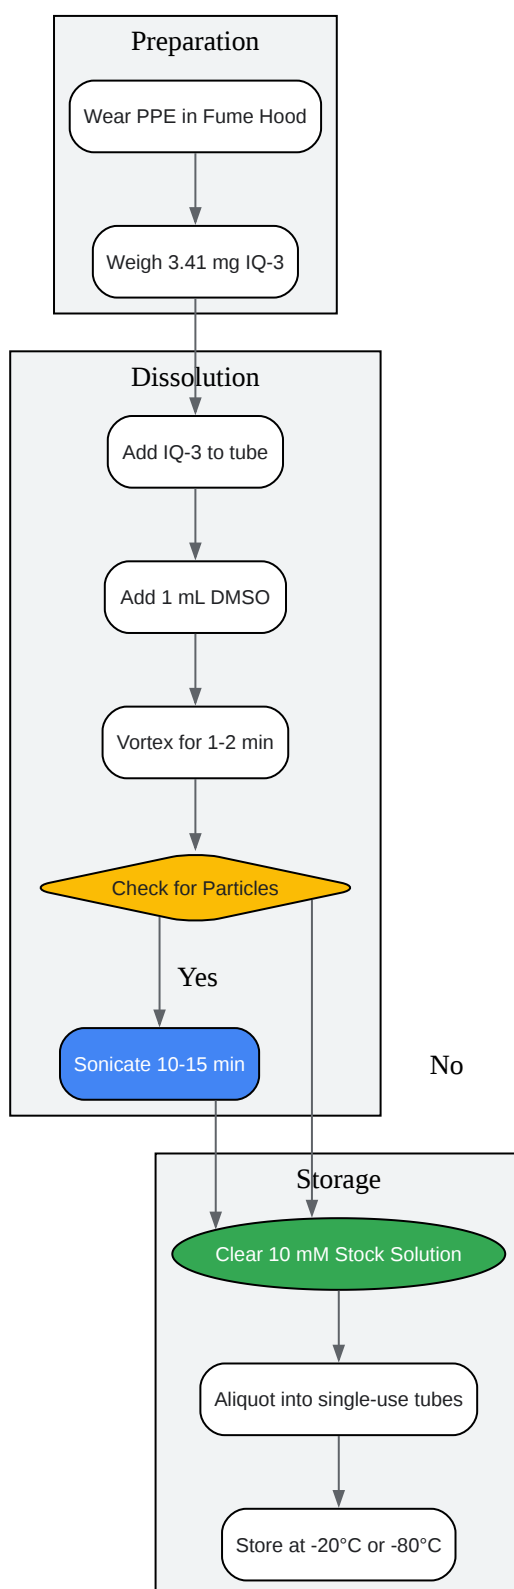 Preparation
Wear PPE in Fume Hood
Weigh 3.41 mg IQ-3
Dissolution
Add IQ-3 to tube
Add 1 mL DMSO
Vortex for 1-2 min
Check for Particles
Yes
Sonicate 10-15 min
No
Storage
Clear 10 mM Stock Solution
Aliquot into single-use tubes
Store at -20°C or -80°C